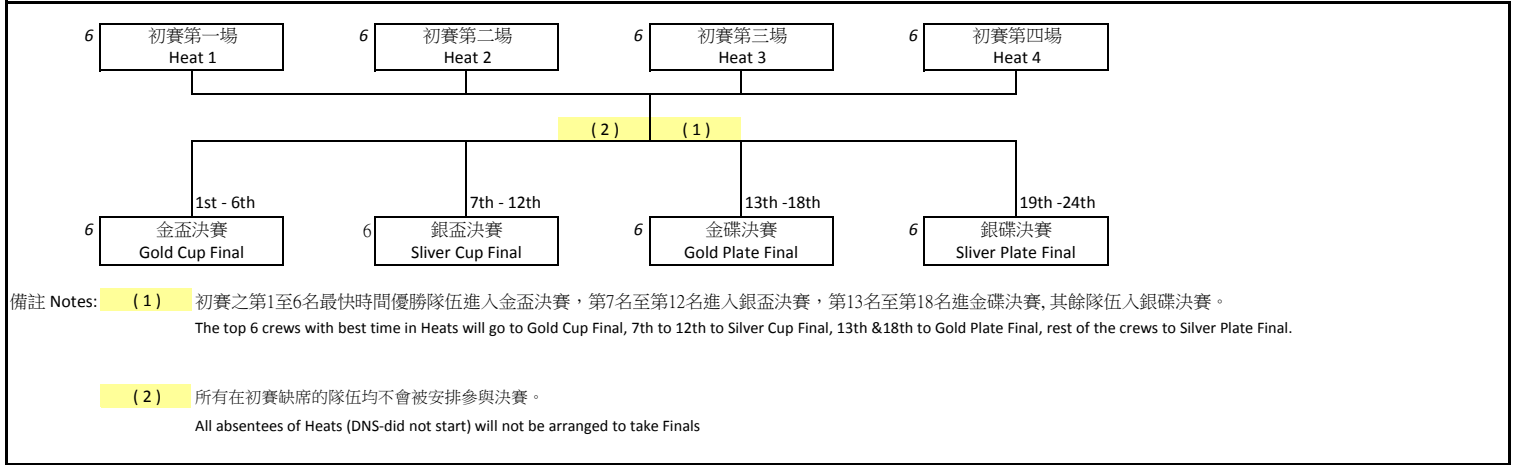 6 初賽第一場 6 初賽第二場 6 初賽第三場 6 初賽第四場
Heat 1 Heat 2 Heat 3 Heat 4
( 2 ) ( 1 )
1st - 6th 7th - 12th 13th -18th 19th -24th
6 金盃決賽 6 銀盃決賽 6 金碟決賽 6 銀碟決賽
Gold Cup Final Sliver Cup Final Gold Plate Final Sliver Plate Final
備註 Notes: ( 1 ) 初賽之第1至6名最快時間優勝隊伍進入金盃決賽，第7名至第12名進入銀盃決賽，第13名至第18名進金碟決賽, 其餘隊伍入銀碟決賽。
The top 6 crews with best time in Heats will go to Gold Cup Final, 7th to 12th to Silver Cup Final, 13th &18th to Gold Plate Final, rest of the crews to Silver Plate Final.
( 2 ) 所有在初賽缺席的隊伍均不會被安排參與決賽。
All absentees of Heats (DNS-did not start) will not be arranged to take Finals